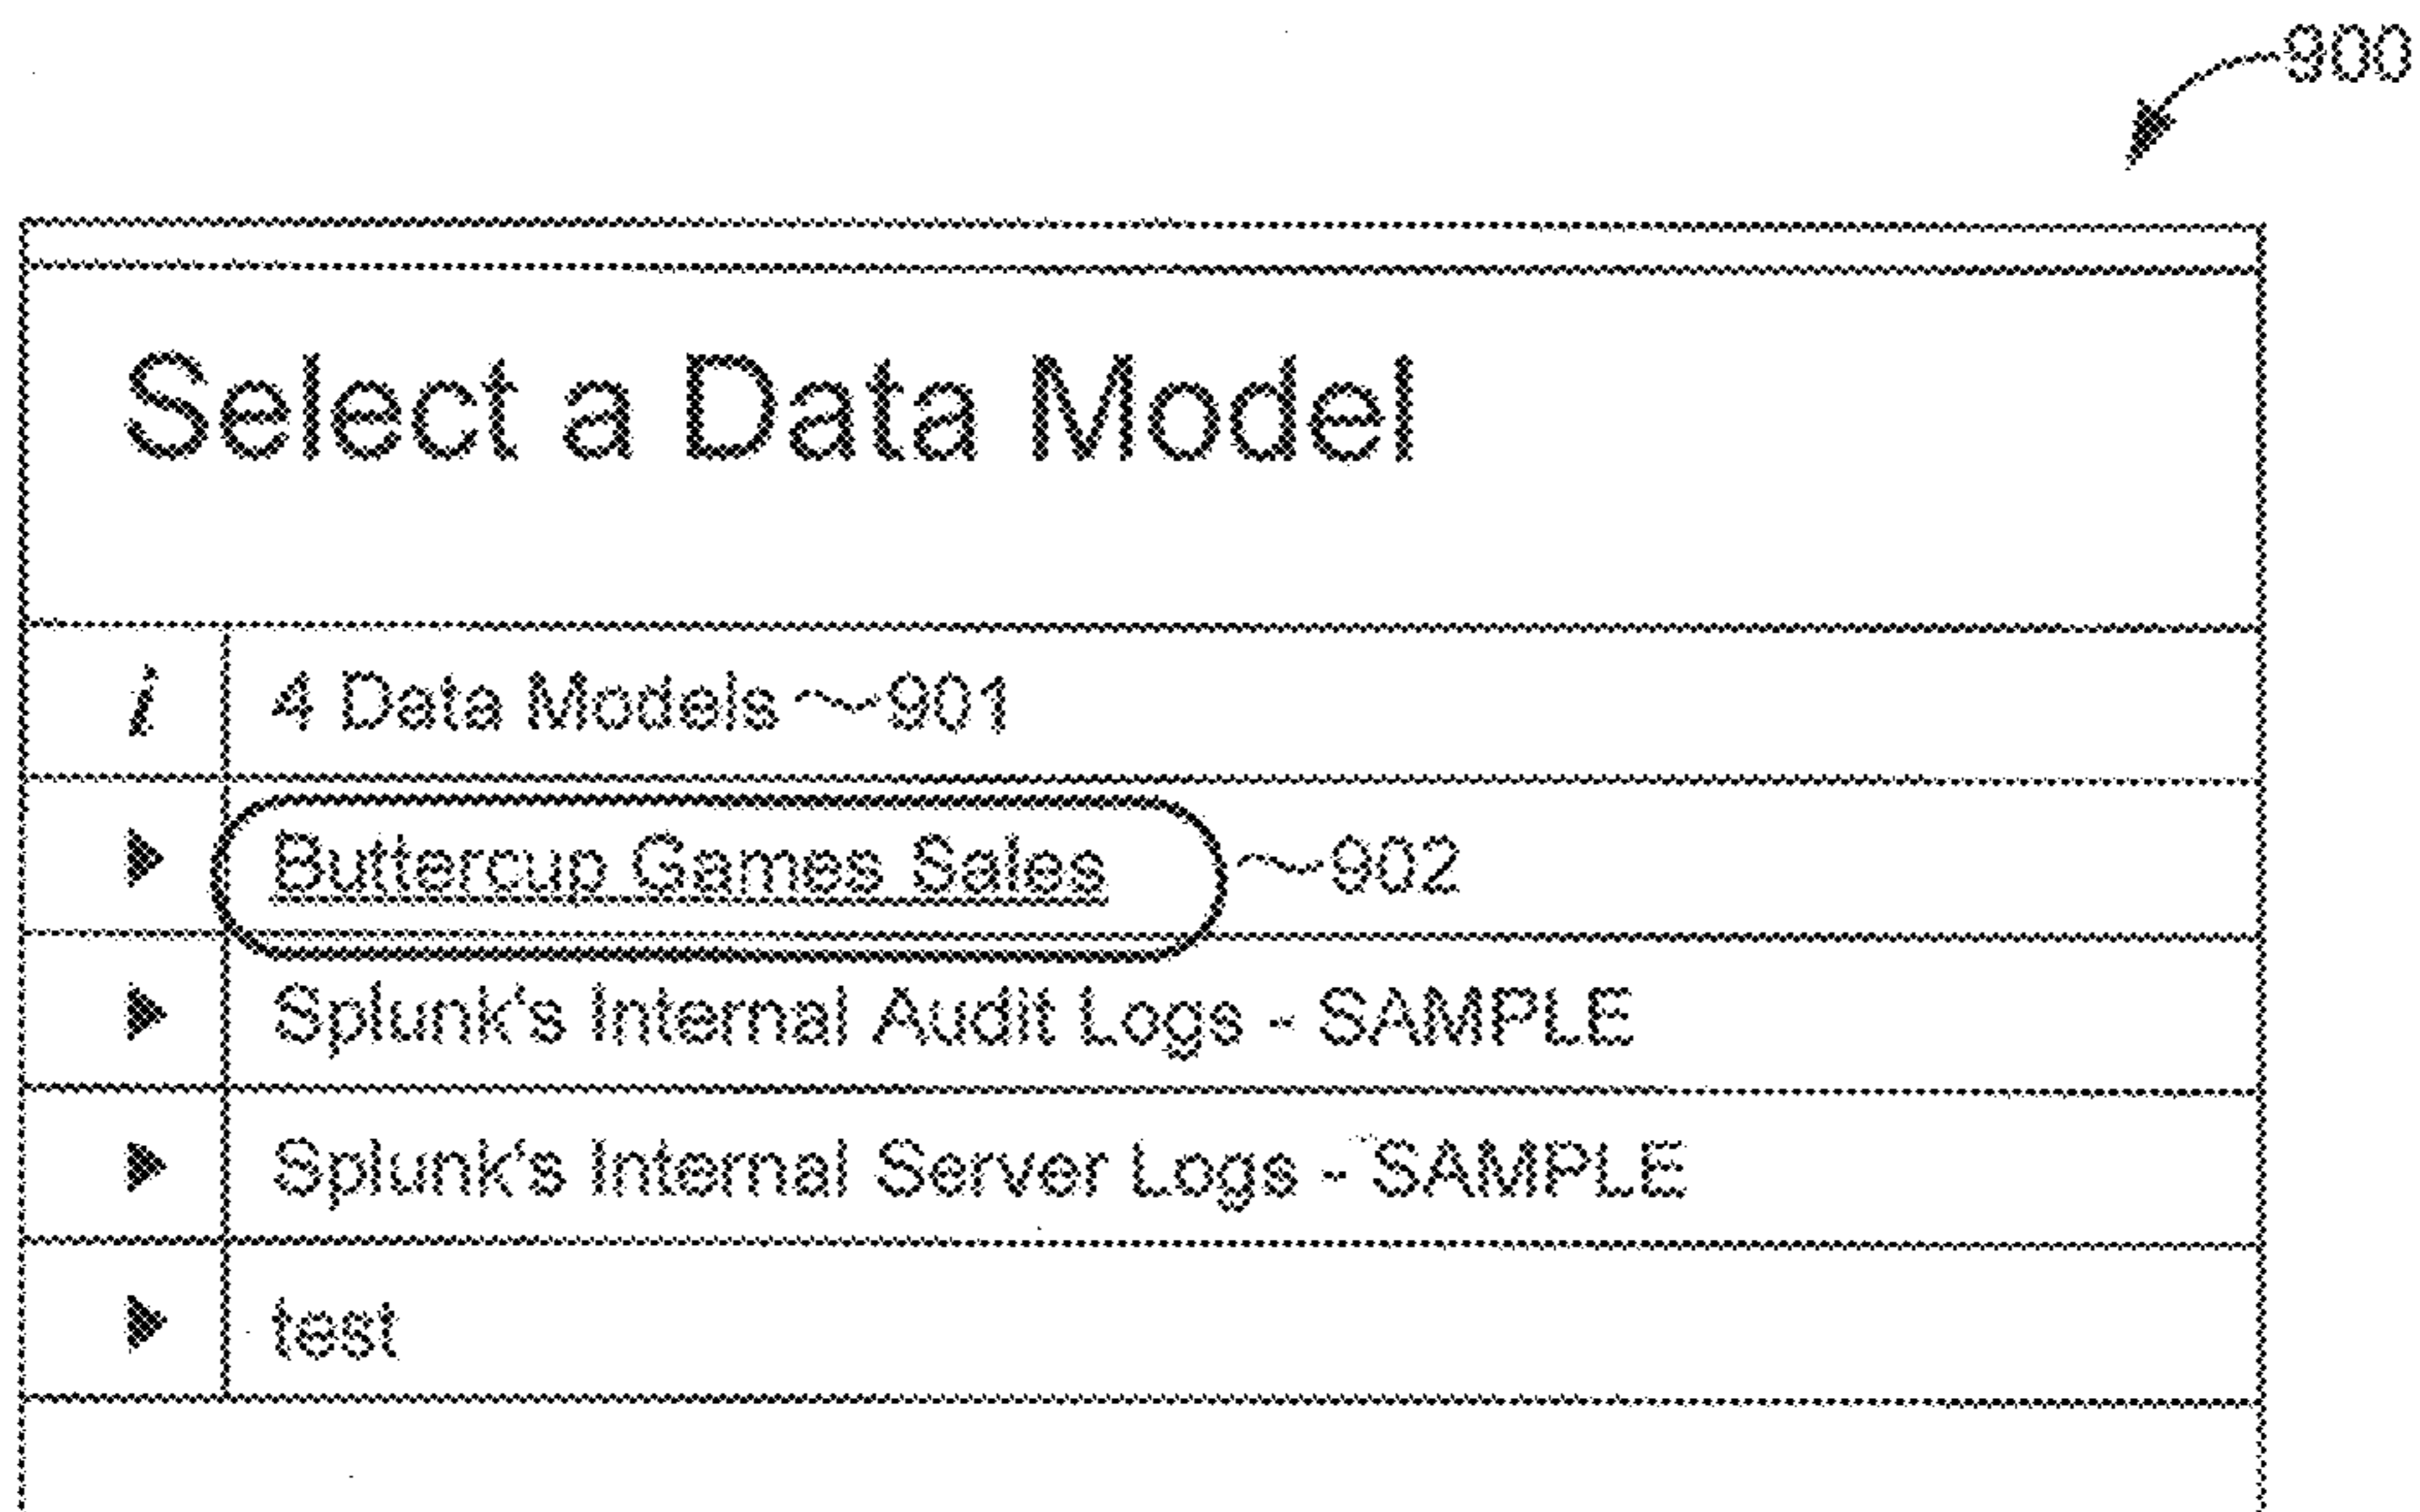 900
Select a Data Model
i 4 Data Models 901
Buttercup Games Sales 902
Splunk's Internal Audit Logs - SAMPLE
Splunk's Internal Server Logs - SAMPLE
test